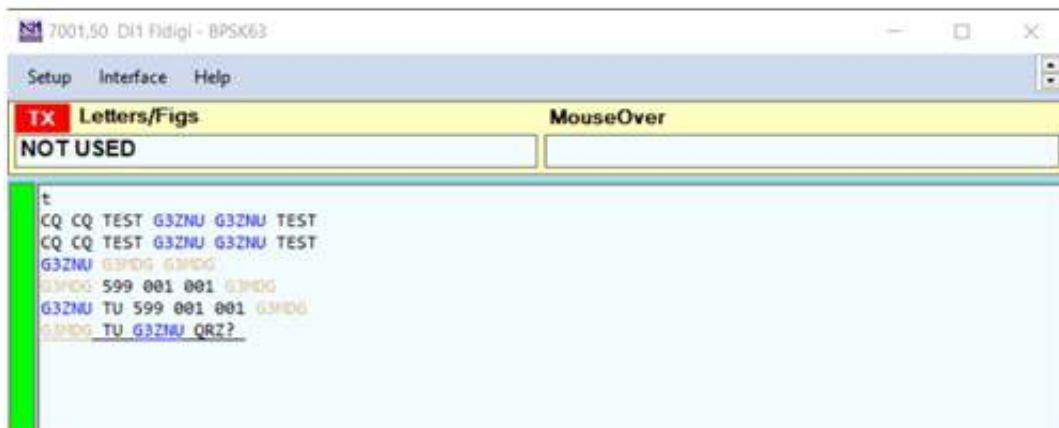 7001,50 DI1 Fldigi - BPSK63
Setup Interface Help
TX Letters/Figs MouseOver
NOT USED
t
CQ CQ TEST G3ZNU G3ZNU TEST
CQ CQ TEST G3ZNU G3ZNU TEST
G3ZNU G3MDG G3MDG
G3MDG 599 001 001 G3MDG
G3ZNU TU 599 001 001 G3MDG
G3MDG TU G3ZNU QRZ?